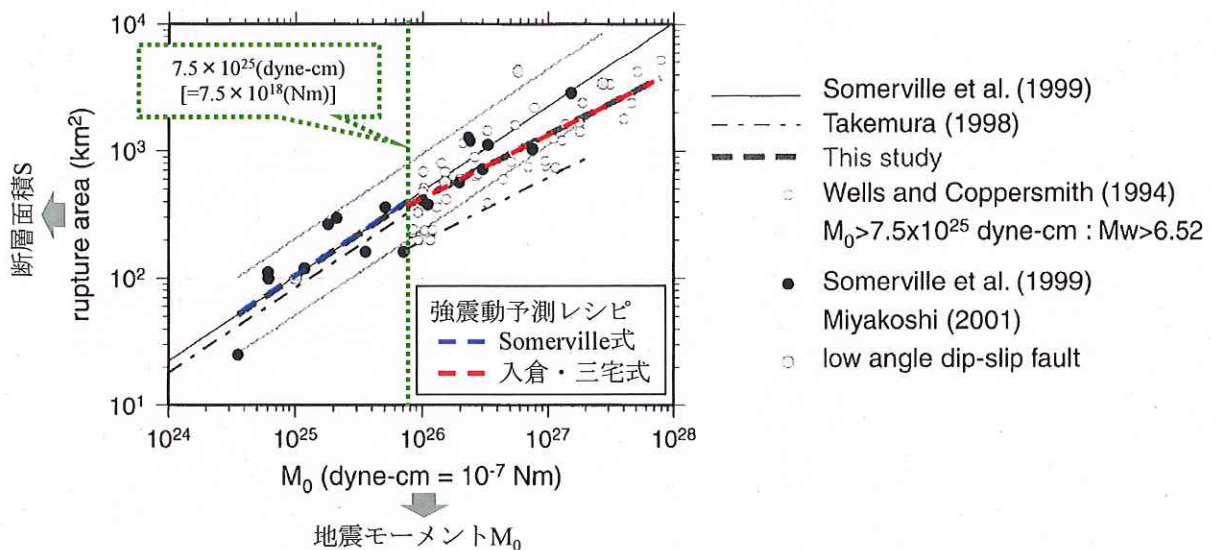 10⁴
7.5×10²⁵(dyne-cm)
[=7.5×10¹⁸(Nm)]
10³
断層面積S
rupture area (km²)
10²
強震動予測レシピ
Somerville式
入倉・三宅式
10¹
10²⁴ 10²⁵ 10²⁶ 10²⁷ 10²⁸
M₀ (dyne-cm = 10⁻⁷ Nm)
地震モーメントM₀
Somerville et al. (1999)
Takemura (1998)
This study
Wells and Coppersmith (1994)
M₀>7.5x10²⁵ dyne-cm : Mw>6.52
Somerville et al. (1999)
Miyakoshi (2001)
low angle dip-slip fault